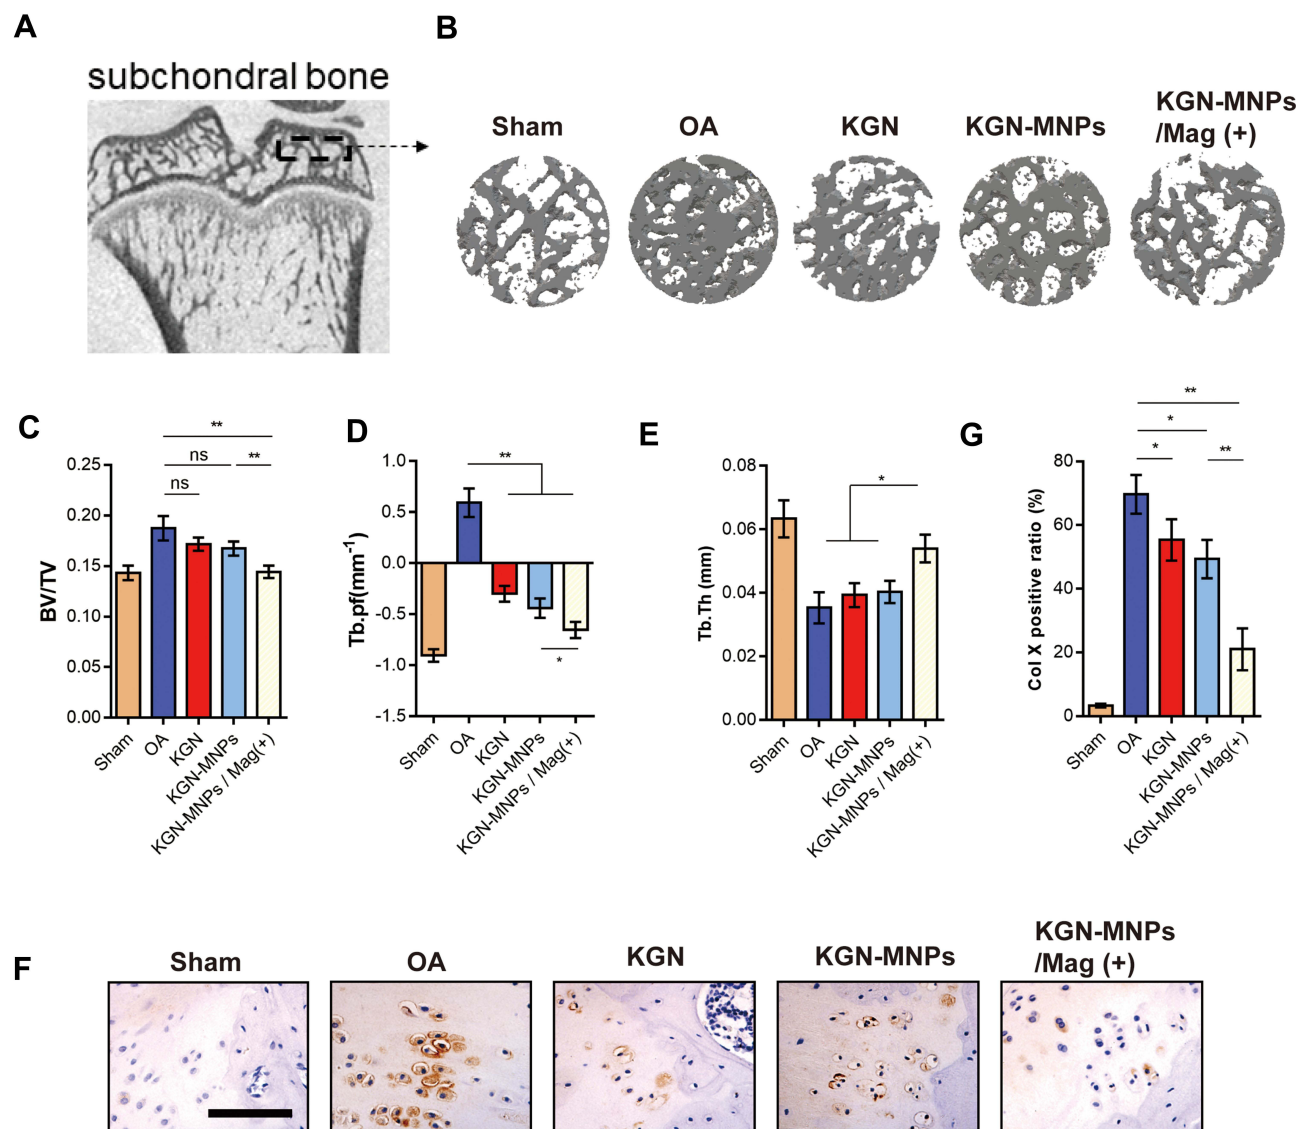 A
subchondral bone
B
Sham
OA
KGN
KGN-MNPs
KGN-MNPs
/Mag (+)
C
BV/TV
0.25
0.20
0.15
0.10
0.05
0.00
**
ns
**
ns
Sham
OA
KGN
KGN-MNPs
KGN-MNPs / Mag(+)
D
Tb.pf(mm-1)
1.0
0.5
0.0
-0.5
-1.0
-1.5
**
*
Sham
OA
KGN
KGN-MNPs
KGN-MNPs / Mag(+)
E
Tb.Th (mm)
0.08
0.06
0.04
0.02
0.00
*
Sham
OA
KGN
KGN-MNPs
KGN-MNPs / Mag(+)
G
Col X positive ratio (%)
80
60
40
20
0
**
*
*
**
Sham
OA
KGN
KGN-MNPs
KGN-MNPs / Mag(+)
F
Sham
OA
KGN
KGN-MNPs
KGN-MNPs
/Mag (+)